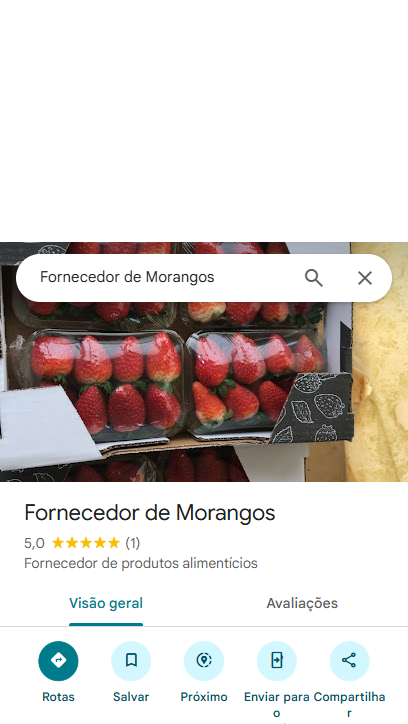 Fornecedor de Morangos
Fornecedor de Morangos
5,0 (1)
Fornecedor de produtos alimentícios
Visão geral Avaliações
Rotas Salvar Próximo Enviar para o Compartilhar